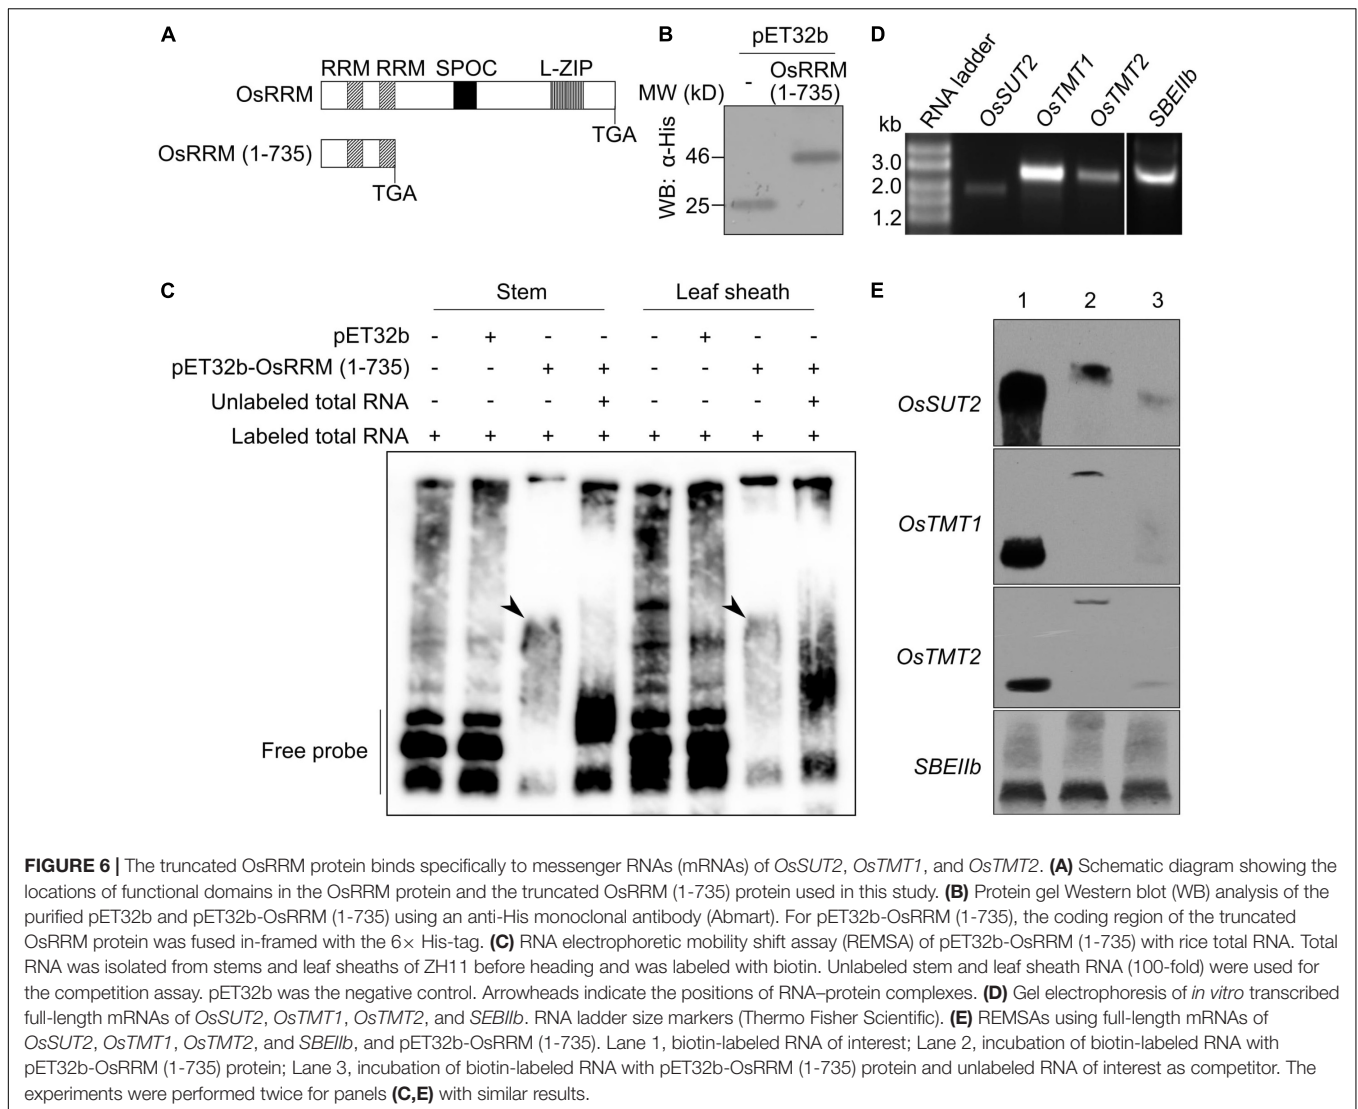 A
RRM RRM SPOC L-ZIP
OsRRM
TGA
OsRRM (1-735)
TGA
B
pET32b
- OsRRM
MW (kD) (1-735)
WB: α-His
46
25
D
RNA ladder
OsSUT2
OsTMT1
OsTMT2
SBEIIb
kb
3.0
2.0
1.2
C
Stem Leaf sheath
pET32b - + - - - + - -
pET32b-OsRRM (1-735) - - + + - - + +
Unlabeled total RNA - - - + - - - +
Labeled total RNA + + + + + + + +
Free probe
E
1 2 3
OsSUT2
OsTMT1
OsTMT2
SBEIIb
FIGURE 6 | The truncated OsRRM protein binds specifically to messenger RNAs (mRNAs) of OsSUT2, OsTMT1, and OsTMT2. (A) Schematic diagram showing the
locations of functional domains in the OsRRM protein and the truncated OsRRM (1-735) protein used in this study. (B) Protein gel Western blot (WB) analysis of the
purified pET32b and pET32b-OsRRM (1-735) using an anti-His monoclonal antibody (Abmart). For pET32b-OsRRM (1-735), the coding region of the truncated
OsRRM protein was fused in-framed with the 6× His-tag. (C) RNA electrophoretic mobility shift assay (REMSA) of pET32b-OsRRM (1-735) with rice total RNA. Total
RNA was isolated from stems and leaf sheaths of ZH11 before heading and was labeled with biotin. Unlabeled stem and leaf sheath RNA (100-fold) were used for
the competition assay. pET32b was the negative control. Arrowheads indicate the positions of RNA–protein complexes. (D) Gel electrophoresis of in vitro transcribed
full-length mRNAs of OsSUT2, OsTMT1, OsTMT2, and SEBIIb. RNA ladder size markers (Thermo Fisher Scientific). (E) REMSAs using full-length mRNAs of
OsSUT2, OsTMT1, OsTMT2, and SBEIIb, and pET32b-OsRRM (1-735). Lane 1, biotin-labeled RNA of interest; Lane 2, incubation of biotin-labeled RNA with
pET32b-OsRRM (1-735) protein; Lane 3, incubation of biotin-labeled RNA with pET32b-OsRRM (1-735) protein and unlabeled RNA of interest as competitor. The
experiments were performed twice for panels (C,E) with similar results.